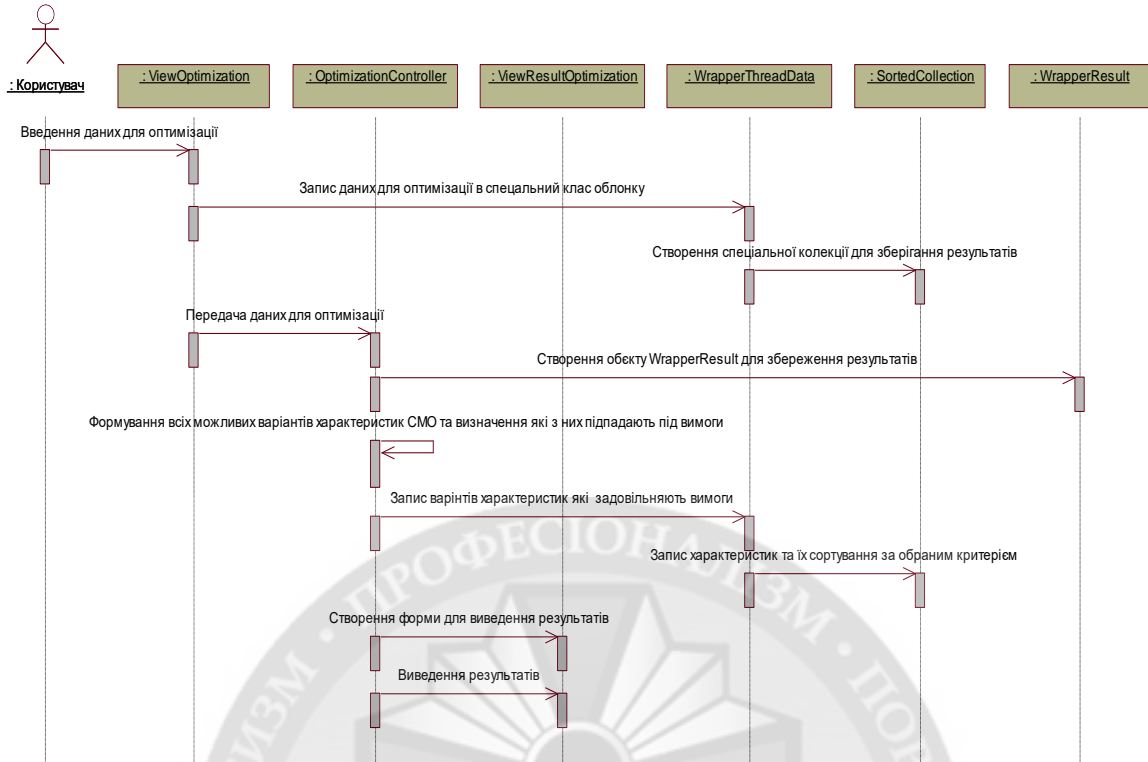 : Користувач
: ViewOptimization
: OptimizationController
: ViewResultOptimization
: WrapperThreadData
: SortedCollection
: WrapperResult
Введення даних для оптимізації
Запис даних для оптимізації в спецальний клас облонку
Створення спеціальної колекції для зберігання результатів
Передача даних для оптимізації
Створення обєкту WrapperResult для збереження результатів
Формування всіх можливих варіантів характеристик СМО та визначення які з них підпадають під вимоги
Запис варінтів характеристик які задовільняють вимоги
Запис характеристик та їх сортування за обраним критерієм
Створення форми для виведення результатів
Виведення результатів
ПРОФЕСІОНАЛІЗМ